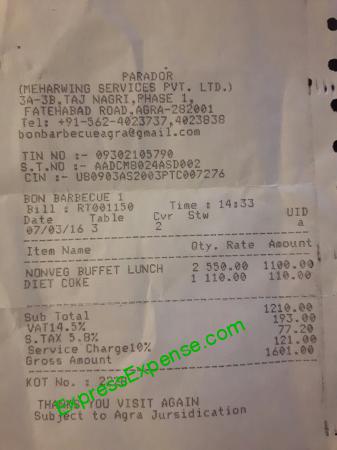 PARADOR
(MEHARWING SERVICES PVT. LTD.)
3A-3B,TAJ NAGRI,PHASE 1,
FATEHABAD ROAD,AGRA-282001
Tel: +91-562-4023737,4023838
bonbarbecueagra@gmail.com
TIN NO :- 09302105790
S.T.NO :- AADCM8024ASD002
CIN :- U80903AS2003PTC007276
BON BARBECUE 1
Bill : RT001150 Time : 14:33
Date Table Cvr Stw UID
07/03/16 3 2 a
Item Name Qty. Rate Amount
NONVEG BUFFET LUNCH 2 550.00 1100.00
DIET COKE 1 110.00 110.00
Sub Total 1210.00
VAT14.5% 193.00
S.TAX 5.8% 77.20
Service Charge10% 121.00
Gross Amount 1601.00
KOT No. :
THANK YOU VISIT AGAIN
Subject to Agra Jursidication
ExpressExpense.com